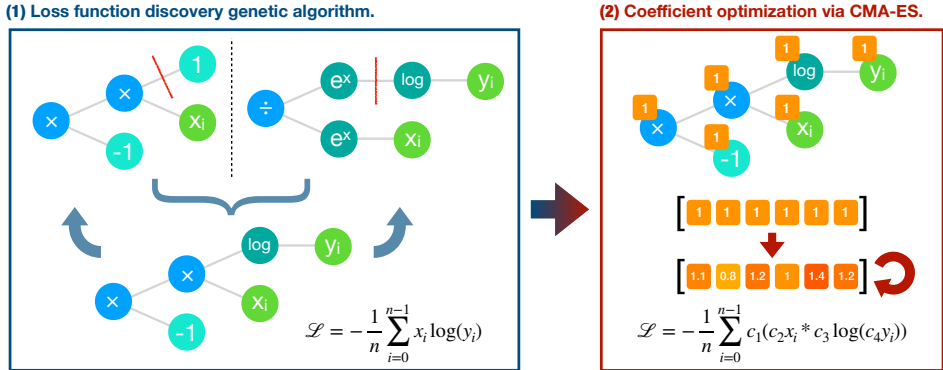 (1) Loss function discovery genetic algorithm.
1
×
×
xᵢ
-1
eˣ
log
yᵢ
÷
eˣ
xᵢ
log
yᵢ
×
×
xᵢ
-1
ℒ = − 1/n ∑_{i=0}^{n−1} xᵢ log(yᵢ)
(2) Coefficient optimization via CMA-ES.
1
1
log
yᵢ
1
×
1
×
1
xᵢ
1
-1
[1 1 1 1 1 1]
[1.1 0.8 1.2 1 1.4 1.2]
ℒ = − 1/n ∑_{i=0}^{n−1} c₁(c₂xᵢ * c₃ log(c₄yᵢ))